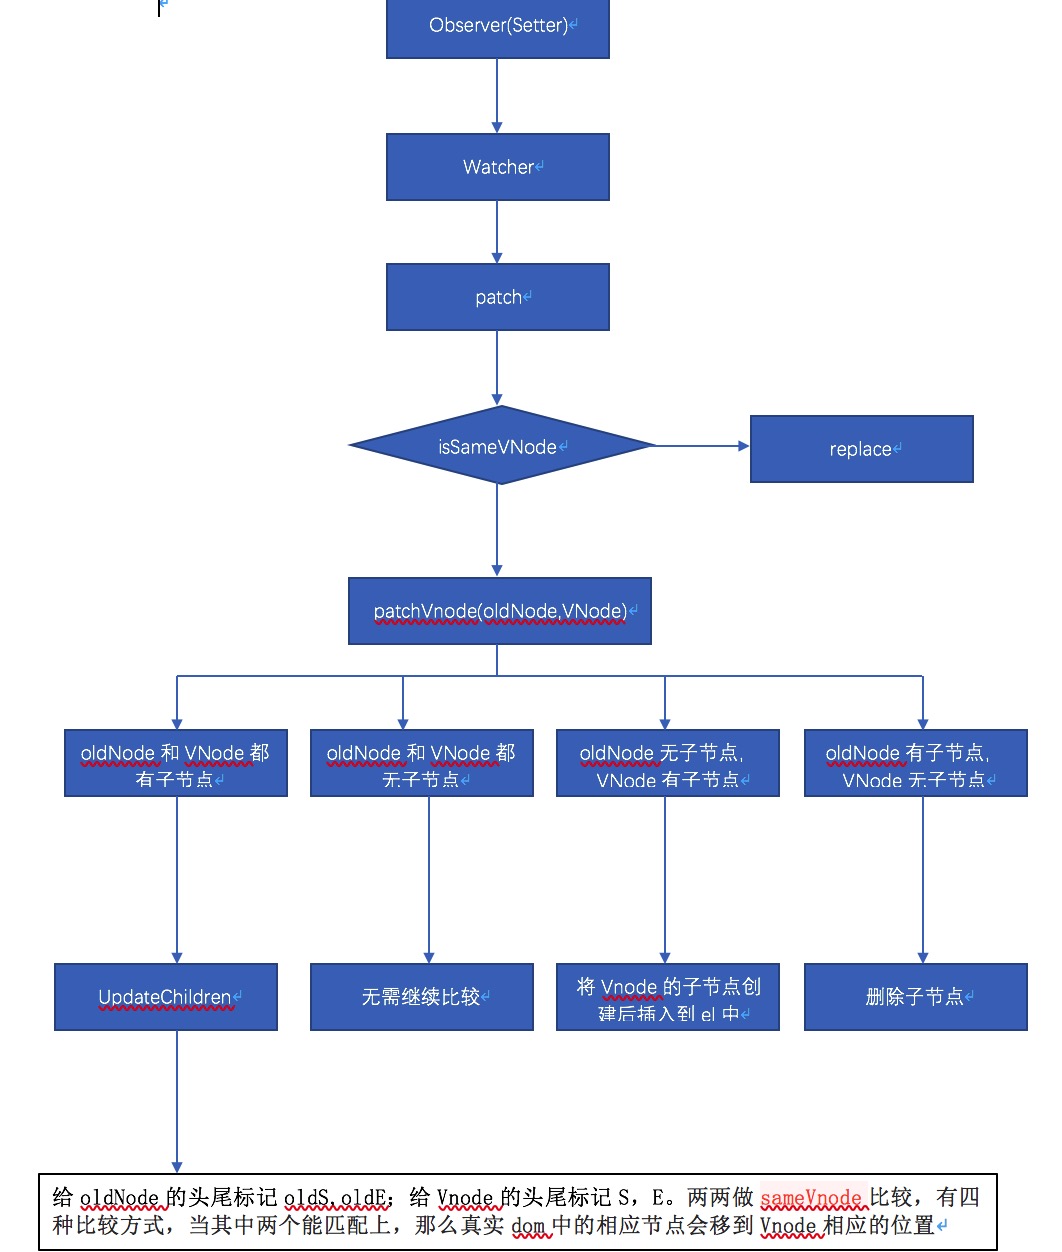 Observer(Setter)
Watcher
patch
isSameVNode
replace
patchVnode(oldNode,VNode)
oldNode 和 VNode 都
有子节点
oldNode 和 VNode 都
无子节点
oldNode 无子节点,
VNode 有子节点
oldNode 有子节点,
VNode 无子节点
UpdateChildren
无需继续比较
将 Vnode 的子节点创
建后插入到 el 中
删除子节点
给 oldNode 的头尾标记 oldS,oldE；给 Vnode 的头尾标记 S，E。两两做 sameVnode 比较，有四
种比较方式，当其中两个能匹配上，那么真实 dom 中的相应节点会移到 Vnode 相应的位置